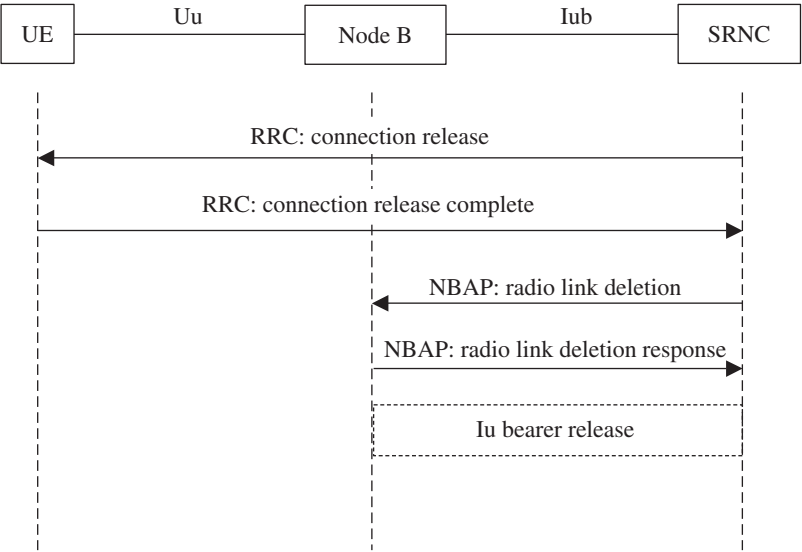 Uu
Iub
UE
Node B
SRNC
RRC: connection release
RRC: connection release complete
NBAP: radio link deletion
NBAP: radio link deletion response
Iu bearer release